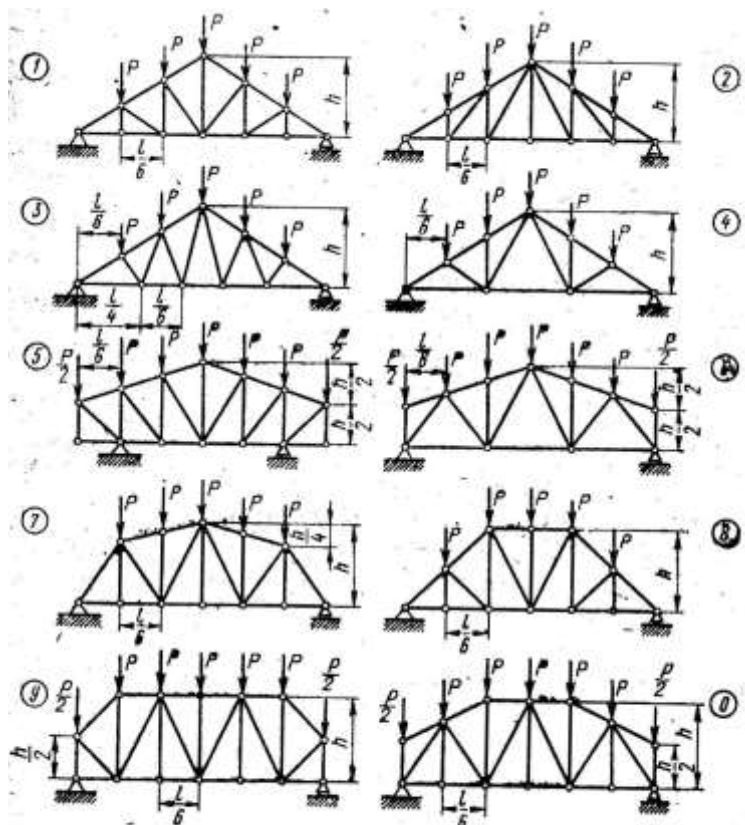 1 P P P P P l/6 h
2 P P P P P l/6 h
3 l/6 P P P P P l/4 l/6 h
4 l/6 P P P P P h
5 P/2 l/6 P P P P P P/2 h/2 h/2
P/2 l/6 P P P P P P/2 h/2 h/2
7 P P P P P h/4 h l/6
8 P P P P P h l/6
9 P/2 P P P P P P/2 h/2 h l/6
0 P/2 P P P P P P/2 h/2 h l/6